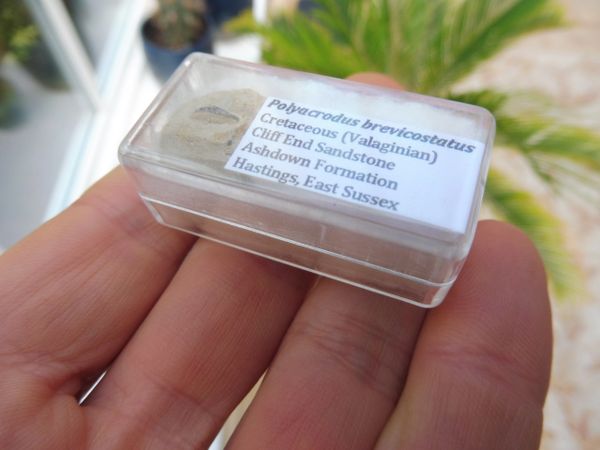 Polyacrodus brevicostatus
Cretaceous (Valaginian)
Cliff End Sandstone
Ashdown Formation
Hastings, East Sussex